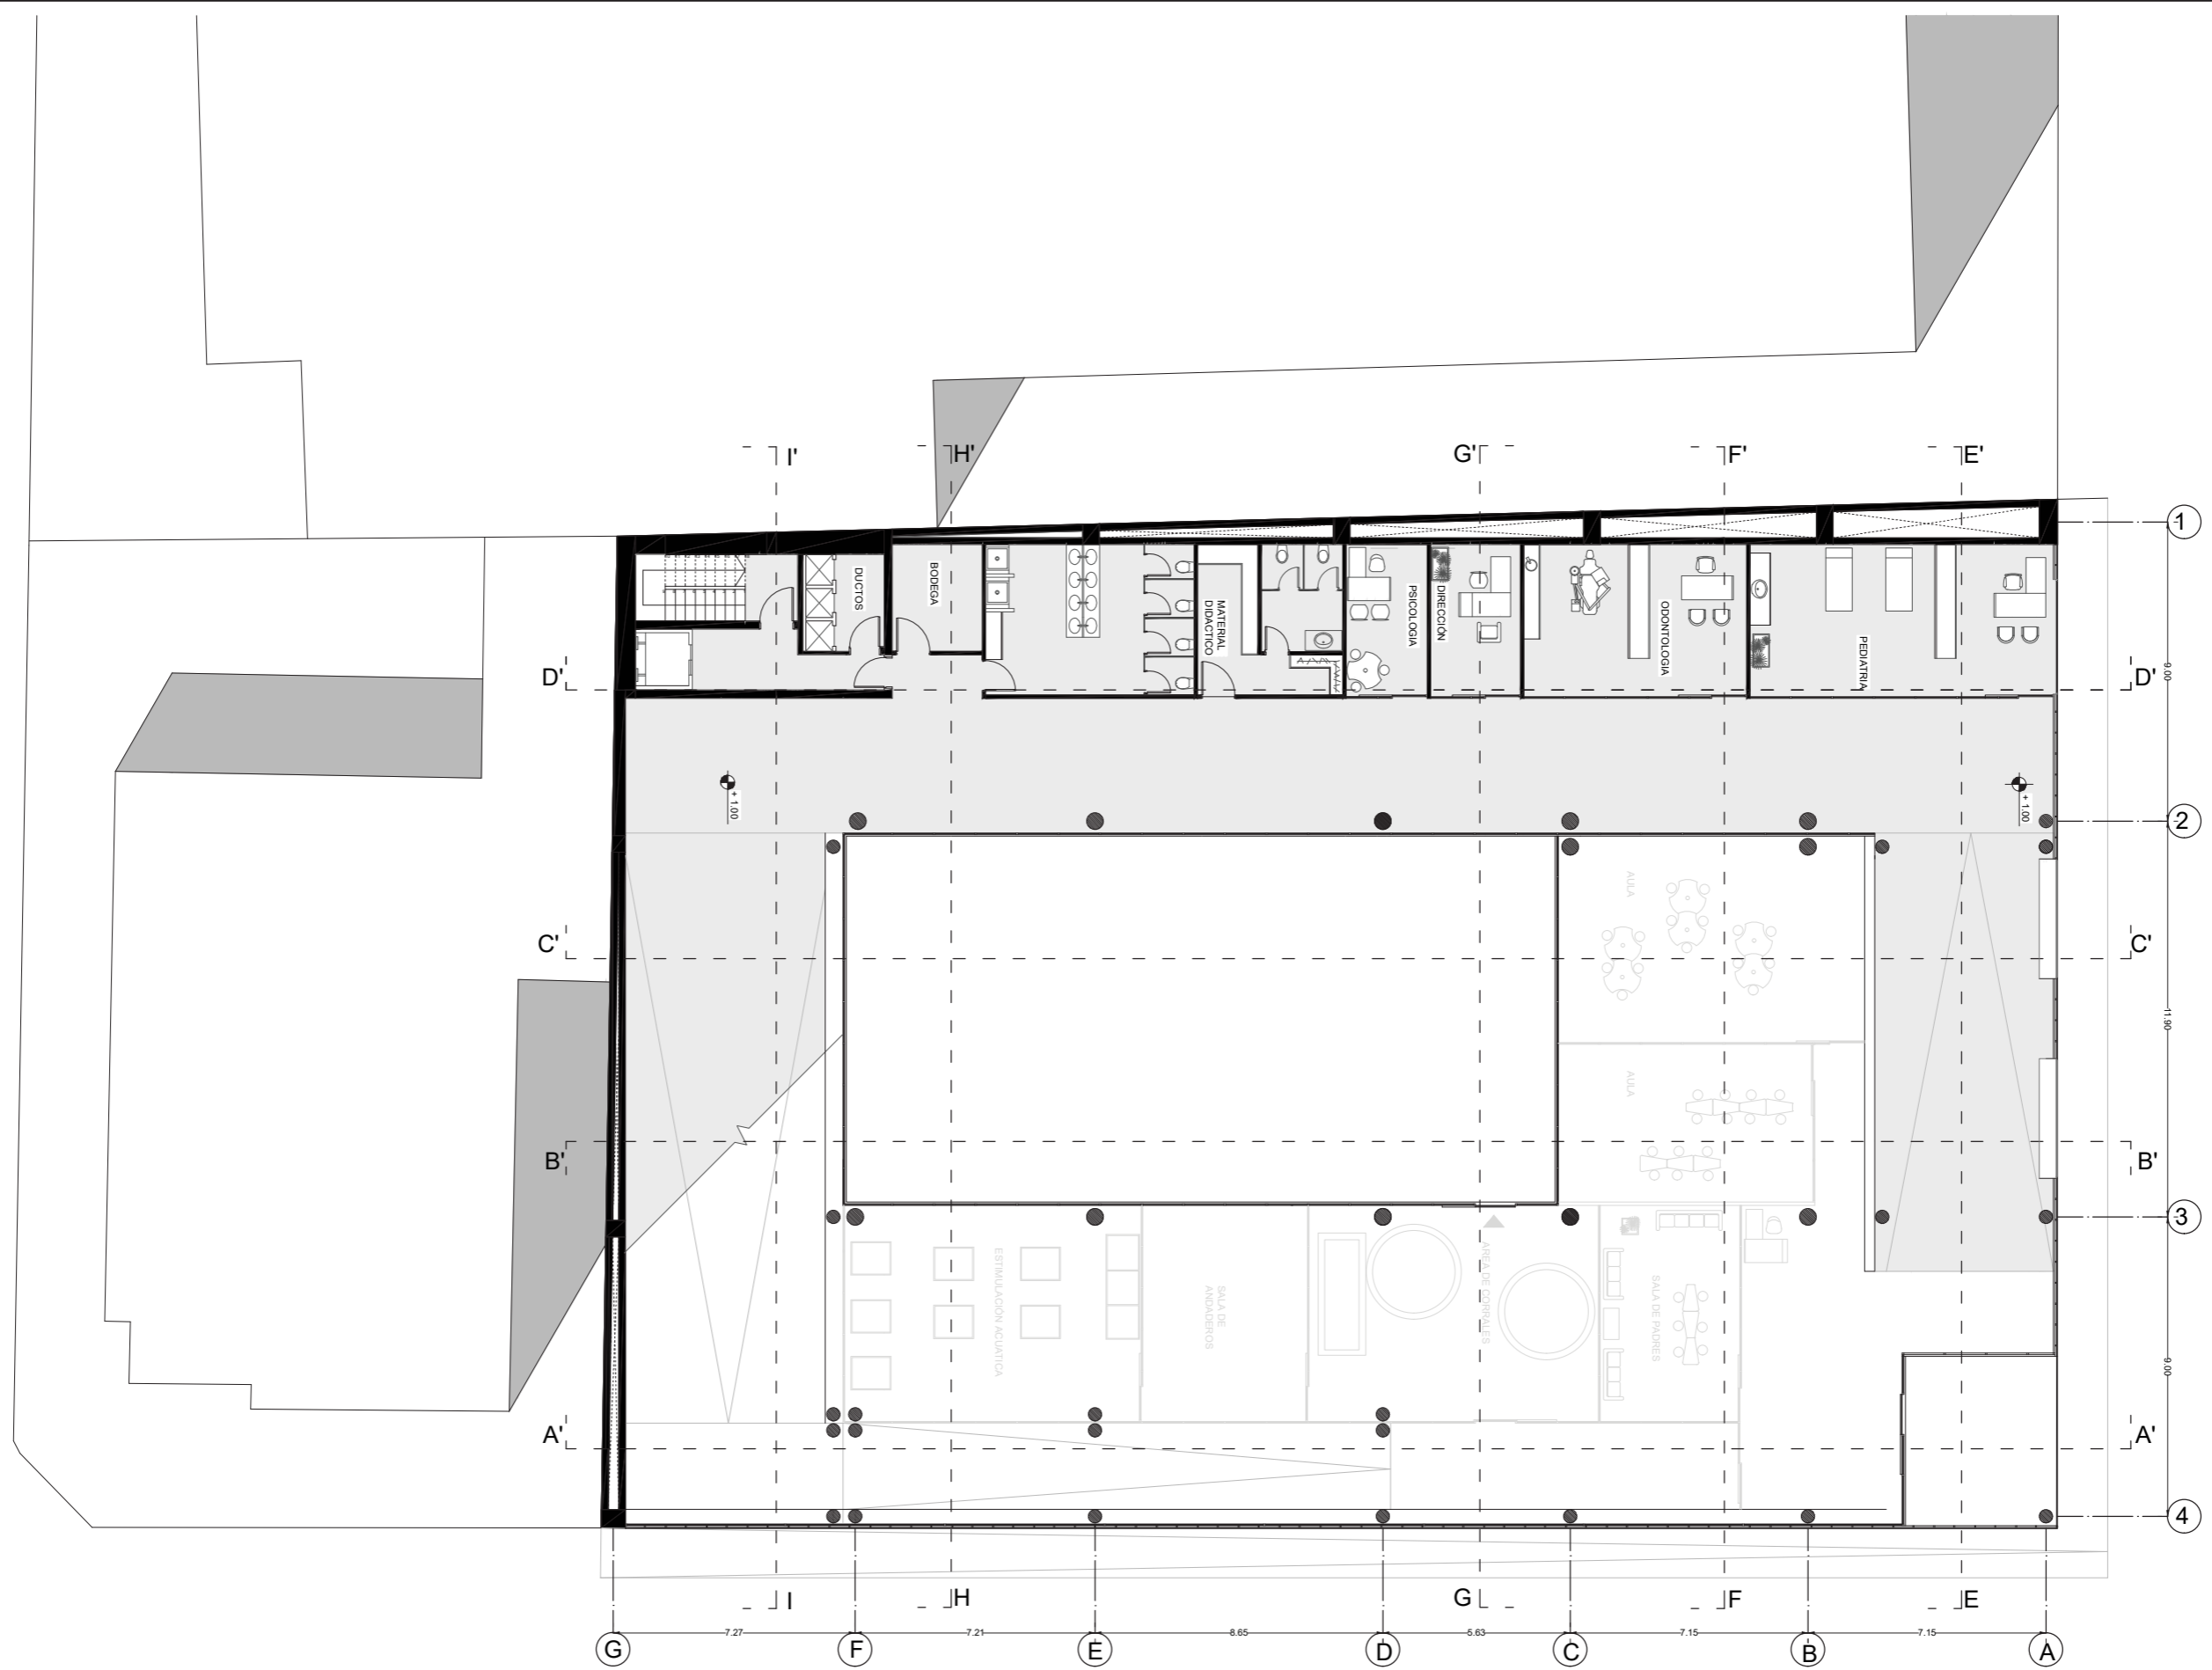 I'
H'
G'
F'
E'
1
DUCTOS
BODEGA
MATERIAL
DIDACTICO
PSICOLOGIA
DIRECCIÓN
ODONTOLOGIA
PEDIATRIA
9.00
D'
D'
+ 1.00
+ 1.00
2
AULA
C'
C'
11.90
AULA
B'
B'
3
ESTIMULACIÓN ACUATICA
SALA DE
ANDADEROS
AREA DE CORRALES
SALA DE PADRES
9.00
A'
A'
4
I
H
G
F
E
7.27
7.21
8.65
5.63
7.15
7.15
G
F
E
D
C
B
A